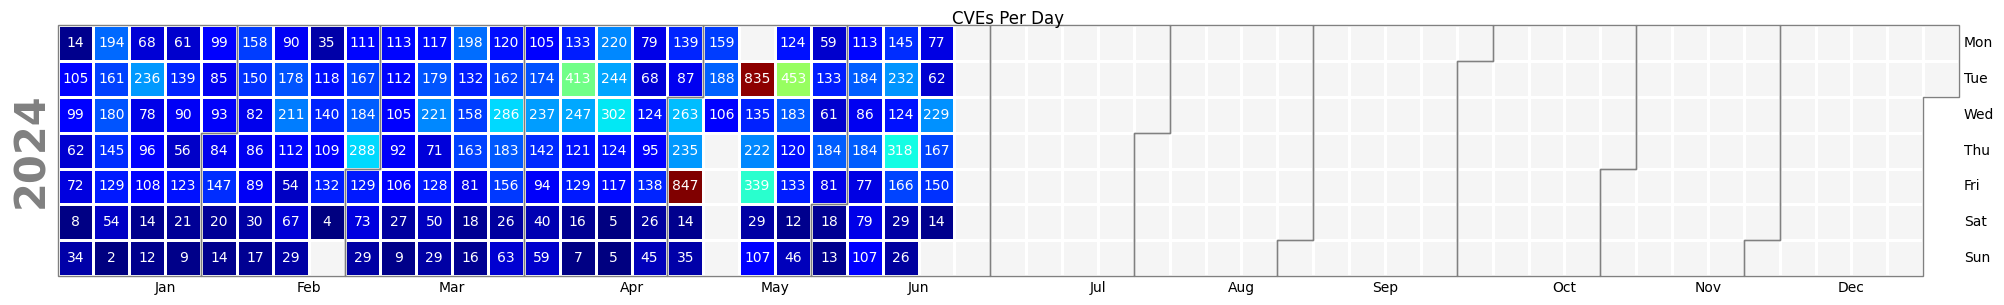 CVEs Per Day
2024
14 194 68 61 99 158 90 35 111 113 117 198 120 105 133 220 79 139 159 124 59 113 145 77 Mon
105 161 236 139 85 150 178 118 167 112 179 132 162 174 413 244 68 87 188 835 453 133 184 232 62 Tue
99 180 78 90 93 82 211 140 184 105 221 158 286 237 247 302 124 263 106 135 183 61 86 124 229 Wed
62 145 96 56 84 86 112 109 288 92 71 163 183 142 121 124 95 235 222 120 184 184 318 167 Thu
72 129 108 123 147 89 54 132 129 106 128 81 156 94 129 117 138 847 339 133 81 77 166 150 Fri
8 54 14 21 20 30 67 4 73 27 50 18 26 40 16 5 26 14 29 12 18 79 29 14 Sat
34 2 12 9 14 17 29 29 9 29 16 63 59 7 5 45 35 107 46 13 107 26 Sun
Jan Feb Mar Apr May Jun Jul Aug Sep Oct Nov Dec